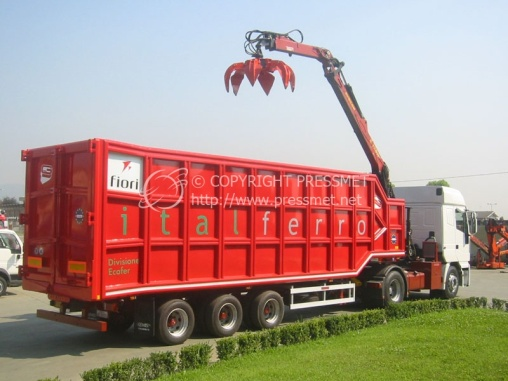 fiori
© COPYRIGHT PRESSMET
http://www.pressmet.net
italferro
Divisione
Ecofer